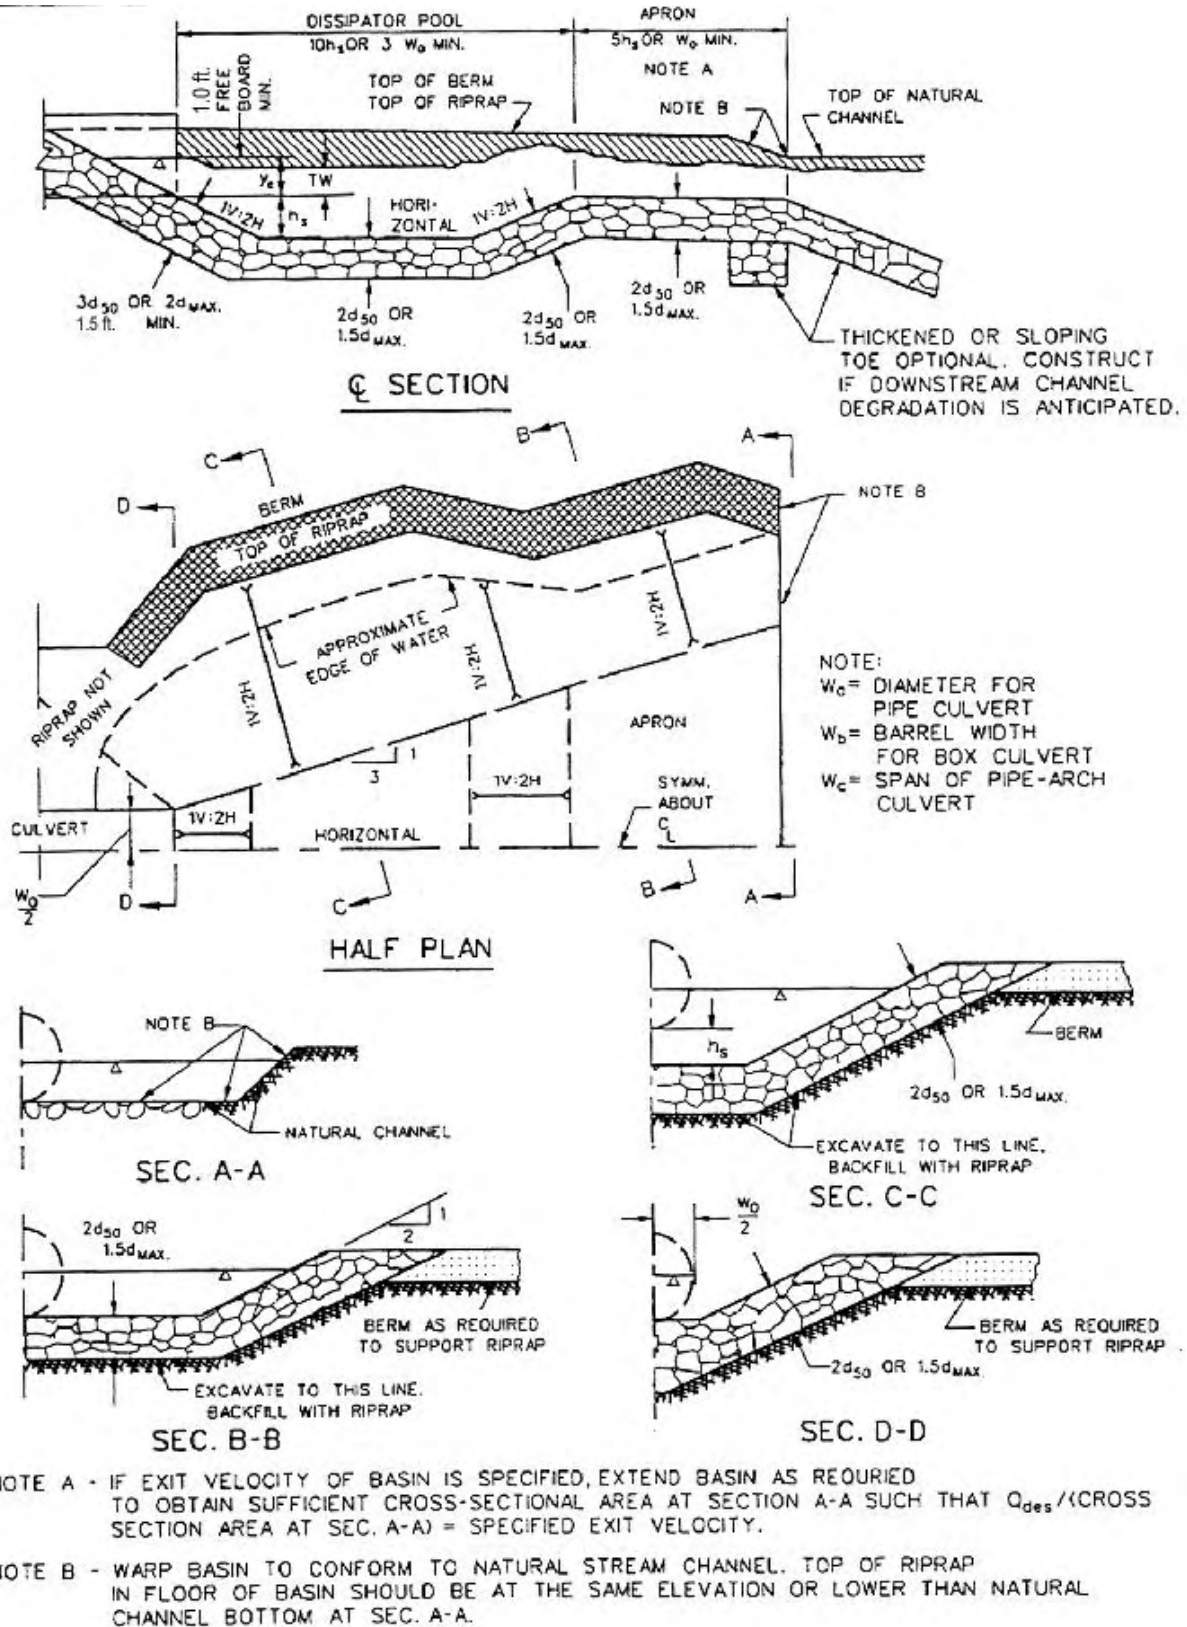 DISSIPATOR POOL
10hₛ OR 3 Wₒ MIN.
APRON
5hₛ OR Wₒ MIN.
NOTE A
1.0 ft.
FREE
BOARD
MIN.
TOP OF BERM
TOP OF RIPRAP
NOTE B
TOP OF NATURAL
CHANNEL
yₑ
TW
hₛ
1V:2H
HORI-
ZONTAL
1V:2H
3d₅₀ OR 2dMAX.
1.5 ft. MIN.
2d₅₀ OR
1.5dMAX.
2d₅₀ OR
1.5dMAX.
2d₅₀ OR
1.5dMAX.
THICKENED OR SLOPING
TOE OPTIONAL. CONSTRUCT
IF DOWNSTREAM CHANNEL
DEGRADATION IS ANTICIPATED.
℄ SECTION
D
C
B
A
BERM
TOP OF RIPRAP
NOTE B
APPROXIMATE
EDGE OF WATER
1V:2H
1V:2H
1V:2H
RIPRAP NOT
SHOWN
3
1
APRON
1V:2H
1V:2H
SYMM.
ABOUT
CL
CULVERT
HORIZONTAL
Wₒ
2
D
C
B
A
NOTE:
Wₒ= DIAMETER FOR
PIPE CULVERT
W_b= BARREL WIDTH
FOR BOX CULVERT
W_c= SPAN OF PIPE-ARCH
CULVERT
HALF PLAN
NOTE B
NATURAL CHANNEL
SEC. A-A
hₛ
BERM
2d₅₀ OR 1.5dMAX.
EXCAVATE TO THIS LINE.
BACKFILL WITH RIPRAP
SEC. C-C
2d₅₀ OR
1.5dMAX.
2
1
BERM AS REQUIRED
TO SUPPORT RIPRAP
EXCAVATE TO THIS LINE.
BACKFILL WITH RIPRAP
SEC. B-B
Wₒ
2
BERM AS REQUIRED
TO SUPPORT RIPRAP
2d₅₀ OR 1.5dMAX
SEC. D-D
NOTE A - IF EXIT VELOCITY OF BASIN IS SPECIFIED, EXTEND BASIN AS REOURIED
TO OBTAIN SUFFICIENT CROSS-SECTIONAL AREA AT SECTION A-A SUCH THAT Qdes/(CROSS
SECTION AREA AT SEC. A-A) = SPECIFIED EXIT VELOCITY.
NOTE B - WARP BASIN TO CONFORM TO NATURAL STREAM CHANNEL. TOP OF RIPRAP
IN FLOOR OF BASIN SHOULD BE AT THE SAME ELEVATION OR LOWER THAN NATURAL
CHANNEL BOTTOM AT SEC. A-A.